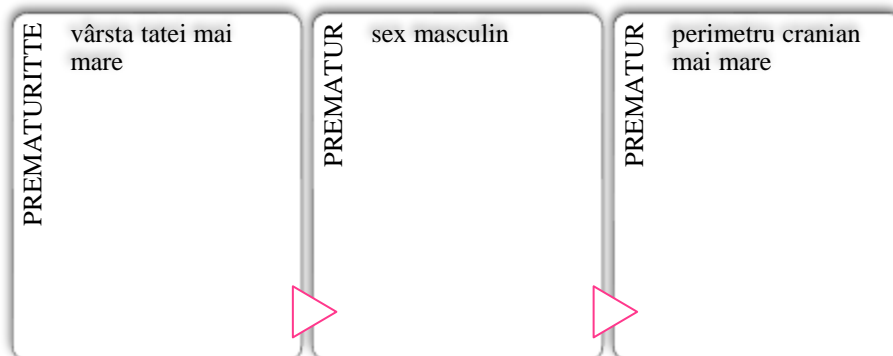 PREMATURITTE
vârsta tatei mai
mare
PREMATUR
sex masculin
PREMATUR
perimetru cranian
mai mare